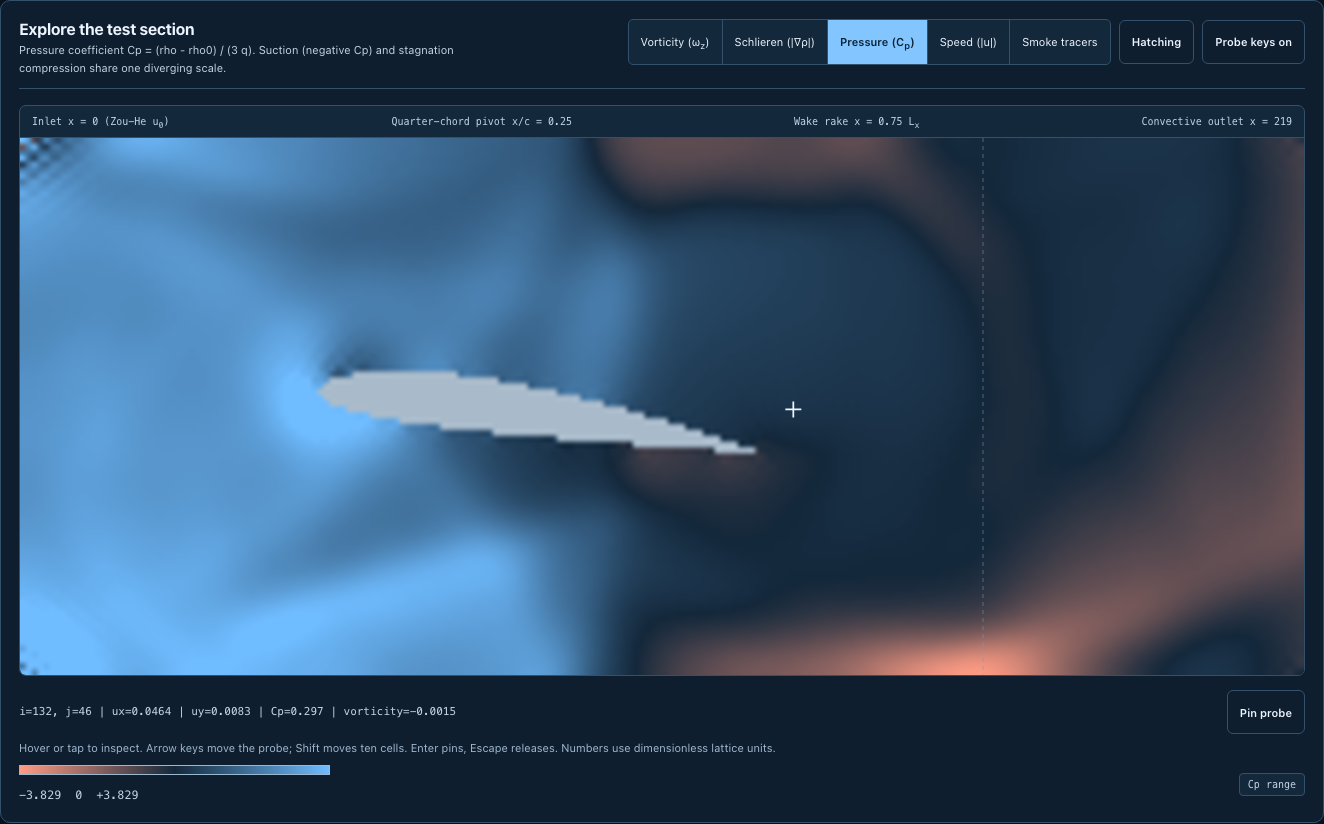 Explore the test section
Pressure coefficient Cp = (rho - rho0) / (3 q). Suction (negative Cp) and stagnation
compression share one diverging scale.
Vorticity (ωz) Schlieren (|∇ρ|) Pressure (Cp) Speed (|u|) Smoke tracers Hatching Probe keys on
Inlet x = 0 (Zou–He u0) Quarter-chord pivot x/c = 0.25 Wake rake x = 0.75 Lx Convective outlet x = 219
i=132, j=46 | ux=0.0464 | uy=0.0083 | Cp=0.297 | vorticity=−0.0015
Pin probe
Hover or tap to inspect. Arrow keys move the probe; Shift moves ten cells. Enter pins, Escape releases. Numbers use dimensionless lattice units.
−3.829 0 +3.829
Cp range